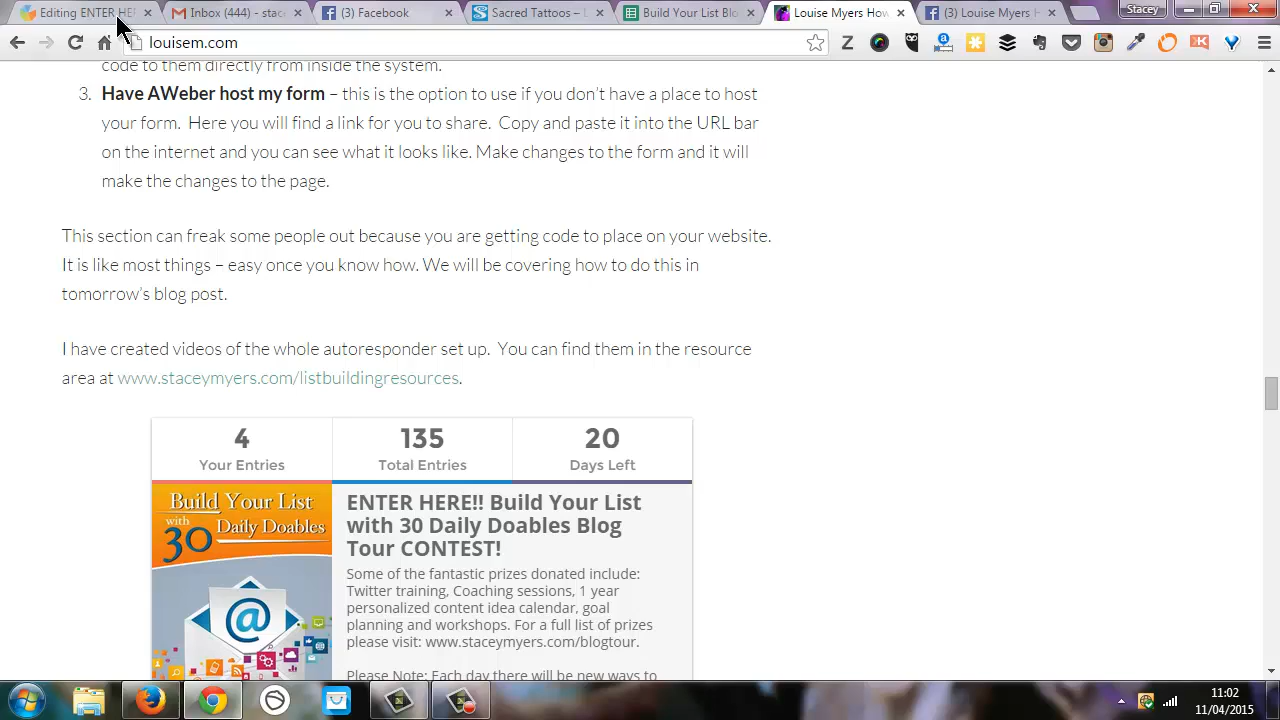 Editing ENTER HE
Inbox (444) - stac
(3) Facebook
Sacred Tattoos – L
Build Your List Blo
Louise Myers How
(3) Louise Myers H
Stacey
louisem.com
code to them directly from inside the system.
3. Have AWeber host my form – this is the option to use if you don't have a place to host
your form. Here you will find a link for you to share. Copy and paste it into the URL bar
on the internet and you can see what it looks like. Make changes to the form and it will
make the changes to the page.
This section can freak some people out because you are getting code to place on your website.
It is like most things – easy once you know how. We will be covering how to do this in
tomorrow's blog post.
I have created videos of the whole autoresponder set up. You can find them in the resource
area at www.staceymyers.com/listbuildingresources.
4
Your Entries
135
Total Entries
20
Days Left
Build Your List
with
30 Daily Doables
@
ENTER HERE!! Build Your List
with 30 Daily Doables Blog
Tour CONTEST!
Some of the fantastic prizes donated include:
Twitter training, Coaching sessions, 1 year
personalized content idea calendar, goal
planning and workshops. For a full list of prizes
please visit: www.staceymyers.com/blogtour.
Please Note: Each day there will be new ways to
11:02
11/04/2015